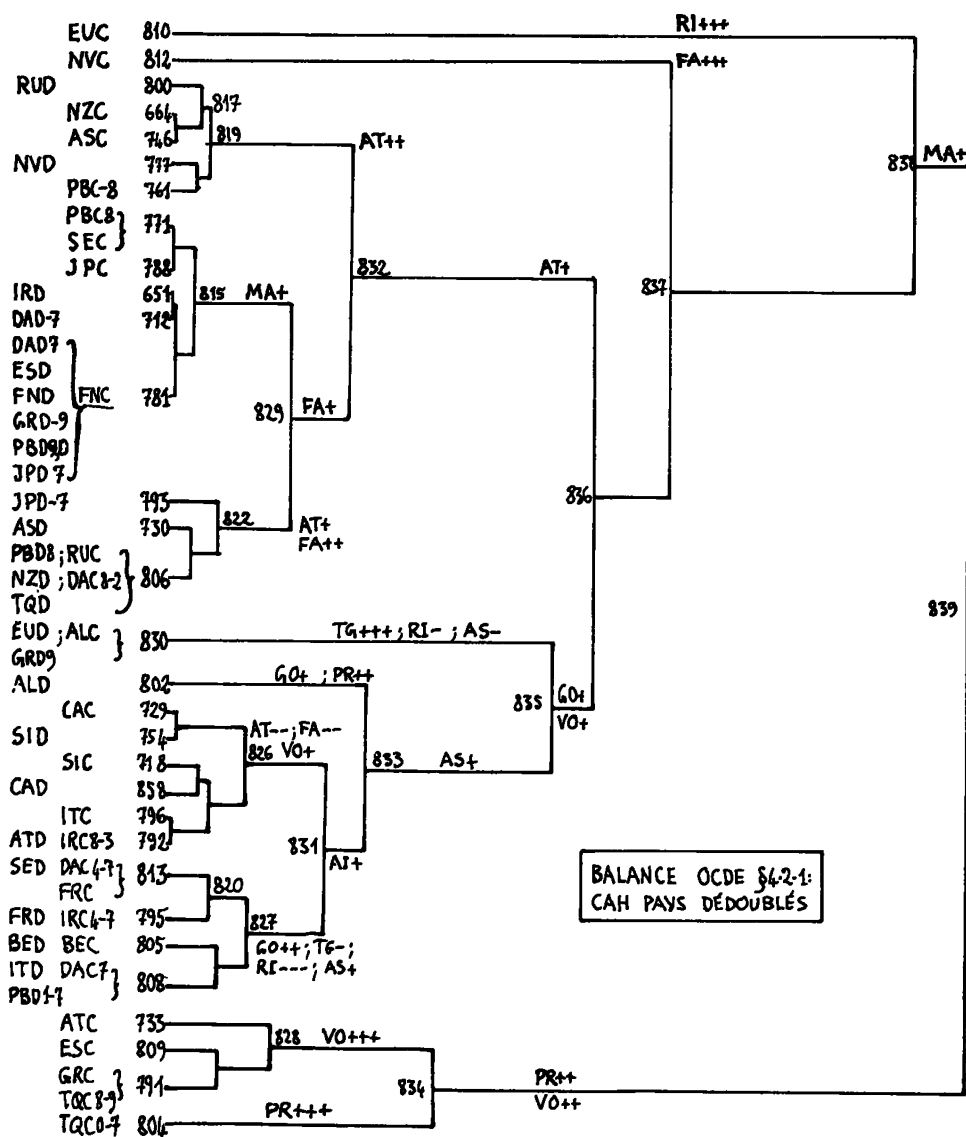 EUC 810 RI+++
NVC 812 FA+++
RUD 800
817
NZC 664
ASC 746 819 AT++
NVD 777
838 MA+
PBC-8 761
PBC8 } 771
SEC
JPC 788 832 AT+
837
IRD 651 815 MA+
DAD-7 712
DAD7
ESD
FND FNC 781
829 FA+
GRD-9
PBD9,0
JPD7
JPD-7 793 836
ASD 730 822 AT+
FA++
PBD8 ; RUC
NZD ; DAC8-2 } 806
TQD
839
EUD ; ALC } 830 TG+++ ; RI- ; AS-
GRD9
ALD 802 GO+ ; PR++
835 GO+
VO+
CAC 729
SID 754 AT-- ; FA--
826 VO+
833 AS+
SIC 718
CAD 858
ITC 796
ATD IRC8-3 792 831
AI+
SED DAC4-7 } 813
FRC
820
BALANCE OCDE §4.2.1:
CAH PAYS DÉDOUBLÉS
FRD IRC4-7 795 827
BED BEC 805 GO++ ; TG- ;
RI--- ; AS+
ITD DAC7 } 808
PBD1-7
ATC 733
828 VO+++
ESC 809
GRC } 791
TQC8-9
834 PR++
VO++
TQC0-7 804 PR+++